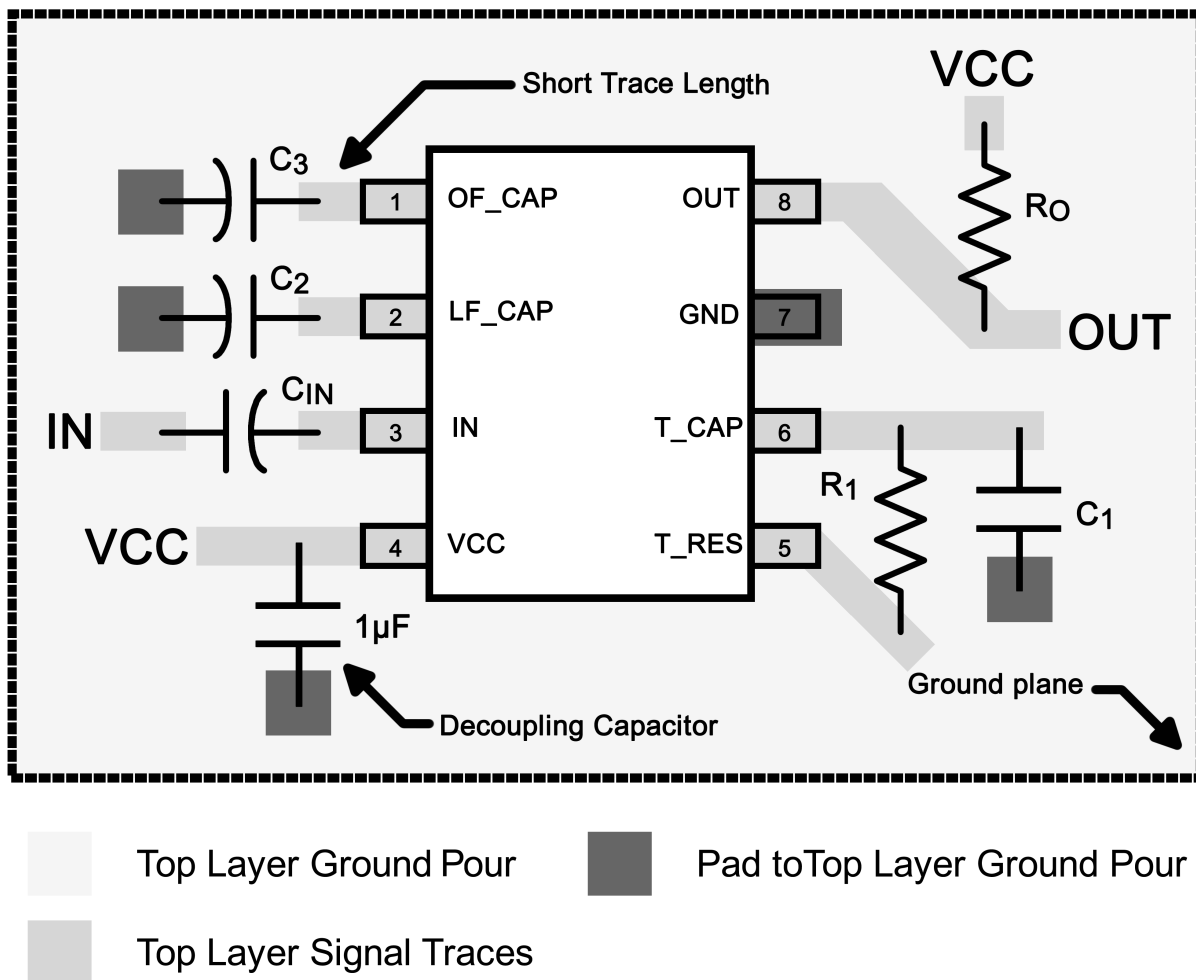 VCC
Short Trace Length
C3
1
OF_CAP
OUT
8
RO
C2
2
LF_CAP
GND
7
OUT
CIN
IN
3
IN
T_CAP
6
R1
C1
VCC
4
VCC
T_RES
5
1µF
Ground plane
Decoupling Capacitor
Top Layer Ground Pour
Pad toTop Layer Ground Pour
Top Layer Signal Traces